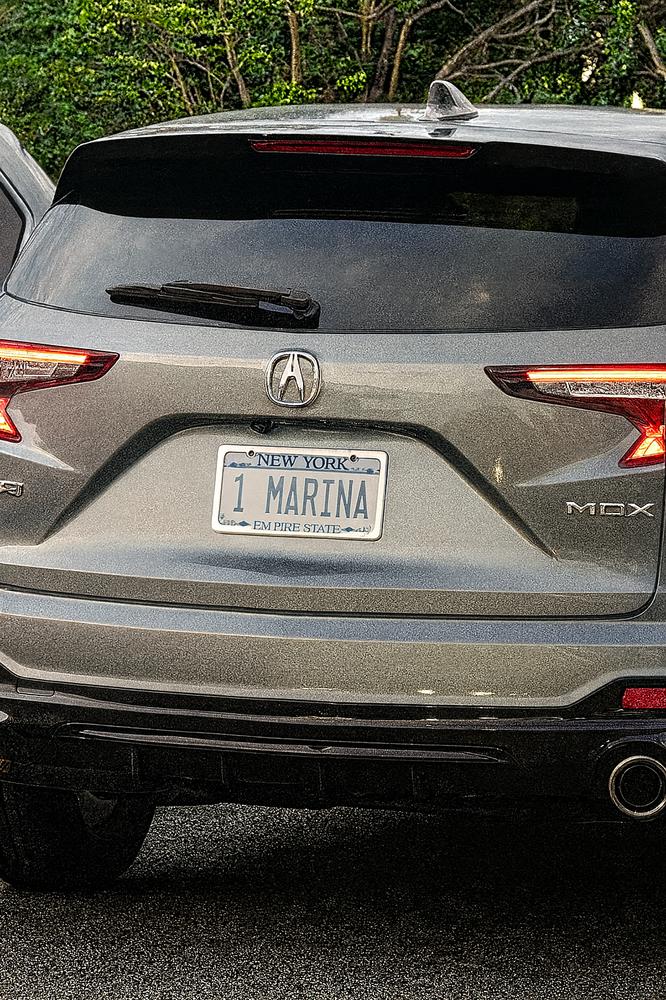 NEW YORK
1 MARINA
EMPIRE STATE
MDX